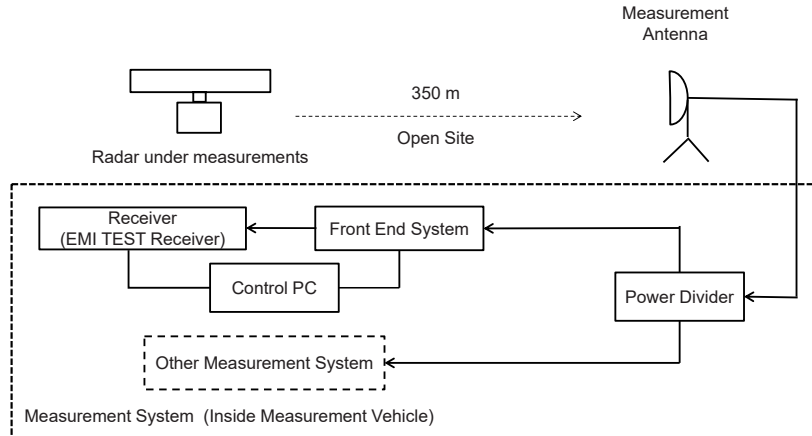 Measurement
Antenna
350 m
Open Site
Radar under measurements
Receiver
(EMI TEST Receiver)
Front End System
Control PC
Power Divider
Other Measurement System
Measurement System (Inside Measurement Vehicle)